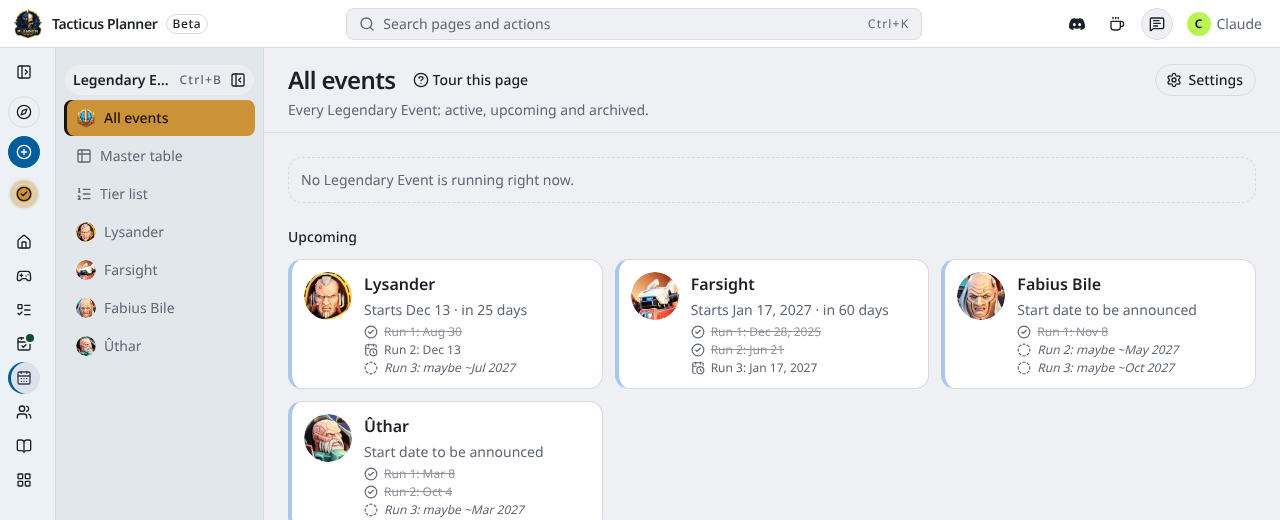 Tacticus Planner
Beta
Search pages and actions
Ctrl+K
C
Claude
Legendary E...
Ctrl+B
All events
Master table
Tier list
Lysander
Farsight
Fabius Bile
Ûthar
All events
Tour this page
Settings
Every Legendary Event: active, upcoming and archived.
No Legendary Event is running right now.
Upcoming
Lysander
Starts Dec 13 · in 25 days
Run 1: Aug 30
Run 2: Dec 13
Run 3: maybe ~Jul 2027
Farsight
Starts Jan 17, 2027 · in 60 days
Run 1: Dec 28, 2025
Run 2: Jun 21
Run 3: Jan 17, 2027
Fabius Bile
Start date to be announced
Run 1: Nov 8
Run 2: maybe ~May 2027
Run 3: maybe ~Oct 2027
Ûthar
Start date to be announced
Run 1: Mar 8
Run 2: Oct 4
Run 3: maybe ~Mar 2027